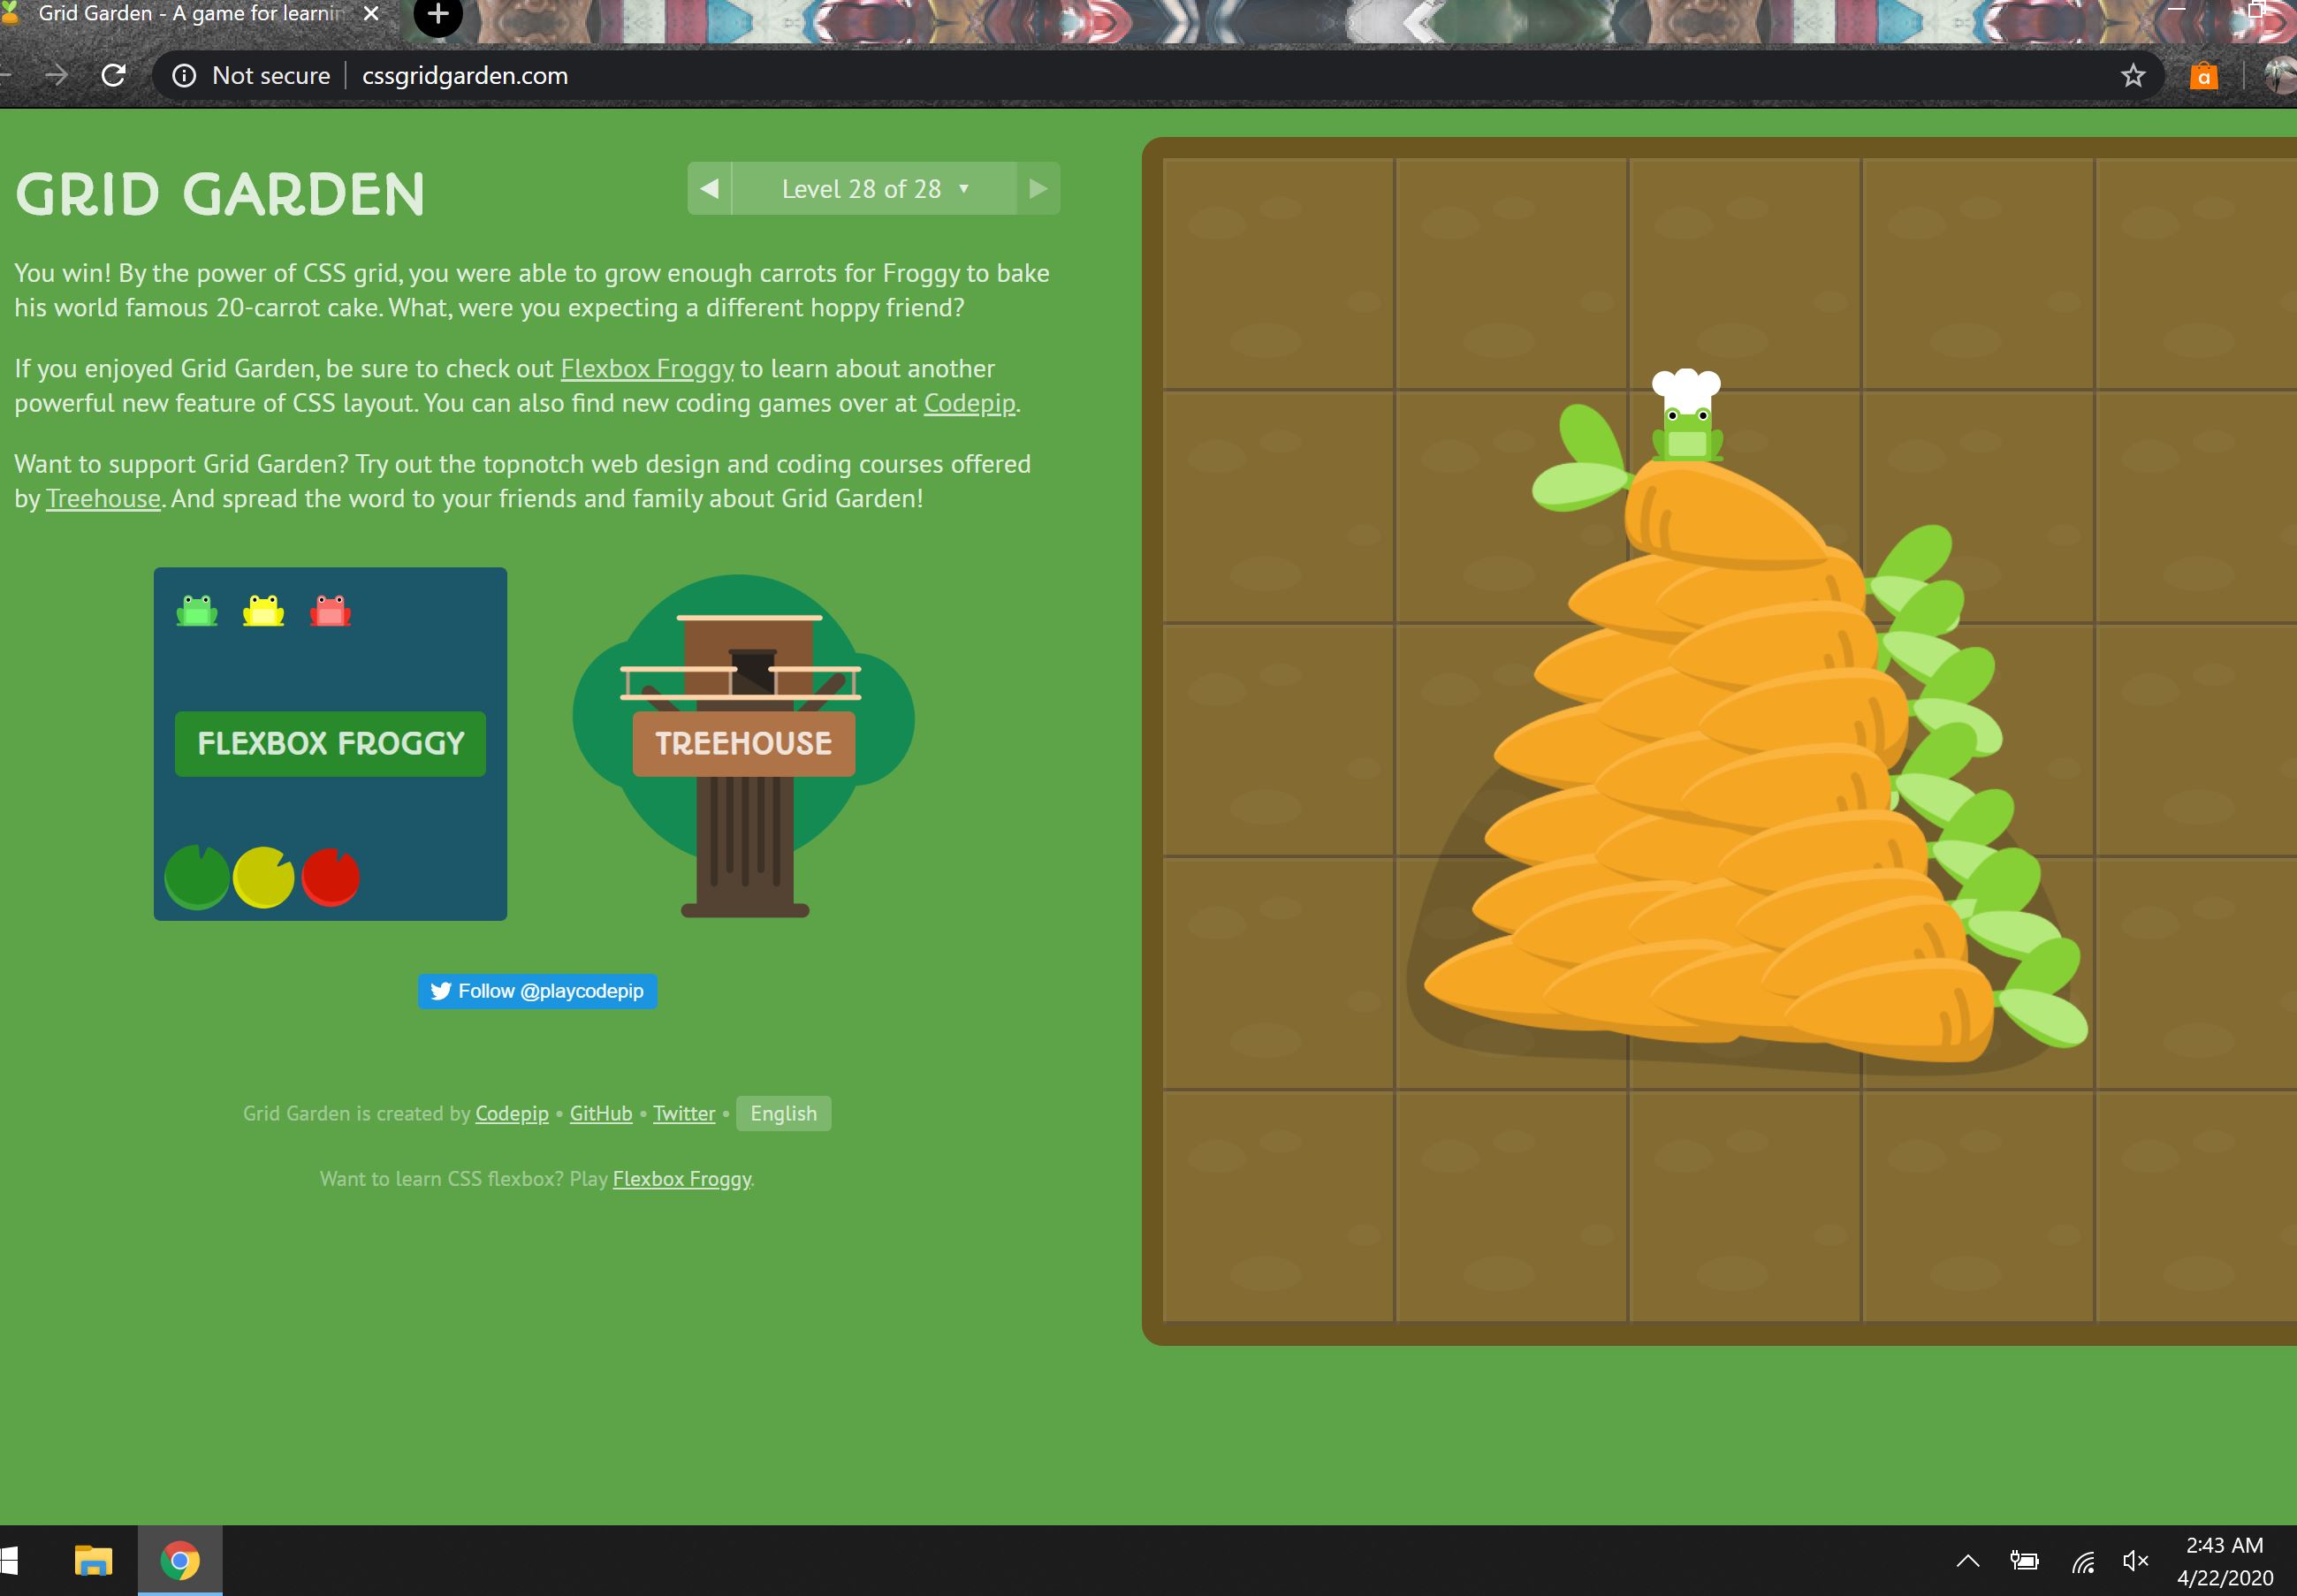 Grid Garden - A game for learnin
Not secure
cssgridgarden.com
GRID GARDEN
Level 28 of 28
You win! By the power of CSS grid, you were able to grow enough carrots for Froggy to bake
his world famous 20-carrot cake. What, were you expecting a different hoppy friend?
If you enjoyed Grid Garden, be sure to check out Flexbox Froggy to learn about another
powerful new feature of CSS layout. You can also find new coding games over at Codepip.
Want to support Grid Garden? Try out the topnotch web design and coding courses offered
by Treehouse. And spread the word to your friends and family about Grid Garden!
FLEXBOX FROGGY
TREEHOUSE
Follow @playcodepip
Grid Garden is created by Codepip • GitHub • Twitter • English
Want to learn CSS flexbox? Play Flexbox Froggy.
2:43 AM
4/22/2020